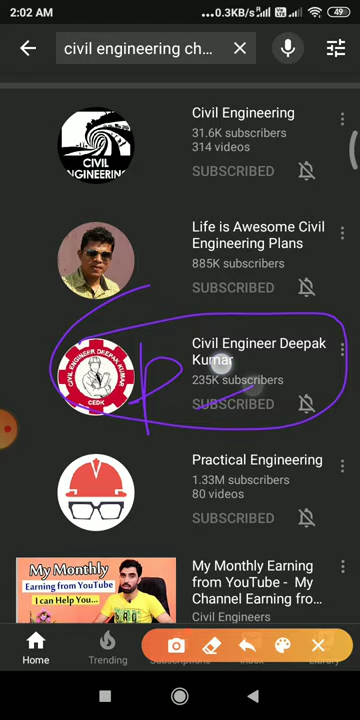 2:02 AM
...0.3KB/s
49
civil engineering ch...
CIVIL
ENGINEERING
Civil Engineering
31.6K subscribers
314 videos
SUBSCRIBED
Life is Awesome Civil
Engineering Plans
885K subscribers
SUBSCRIBED
CIVIL ENGINEER DEEPAK KUMAR
CEDK
Civil Engineer Deepak
Kumar
235K subscribers
SUBSCRIBED
Practical Engineering
1.33M subscribers
80 videos
SUBSCRIBED
My Monthly
Earning
from YouTube
I can Help You...
My Monthly Earning
from YouTube - My
Channel Earning fro...
Civil Engineers
Home
Trending
Subscriptions
Inbox
Library